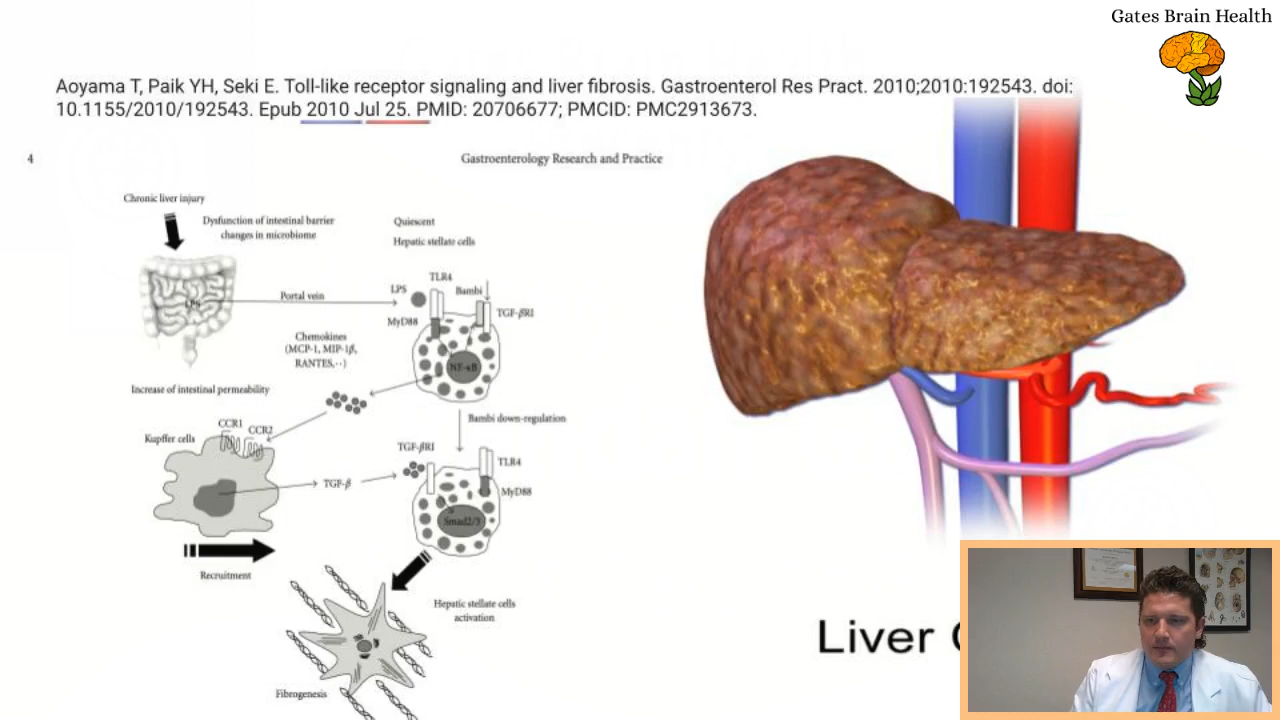 Gates Brain Health
Aoyama T, Paik YH, Seki E. Toll-like receptor signaling and liver fibrosis. Gastroenterol Res Pract. 2010;2010:192543. doi:
10.1155/2010/192543. Epub 2010 Jul 25. PMID: 20706677; PMCID: PMC2913673.
4
Gastroenterology Research and Practice
Chronic liver injury
Dysfunction of intestinal barrier
changes in microbiome
Quiescent
Hepatic stellate cells
TLR4
LPS
Bambi
LPS
Portal vein
TGF-βRI
MyD88
Chemokines
(MCP-1, MIP-1β,
RANTES,··)
NF-κB
Increase of intestinal permeability
Bambi down-regulation
CCR1
CCR2
Kupffer cells
TGF-βRI
TLR4
TGF-β
MyD88
Smad2/3
Recruitment
Hepatic stellate cells
activation
Fibrogenesis
Liver